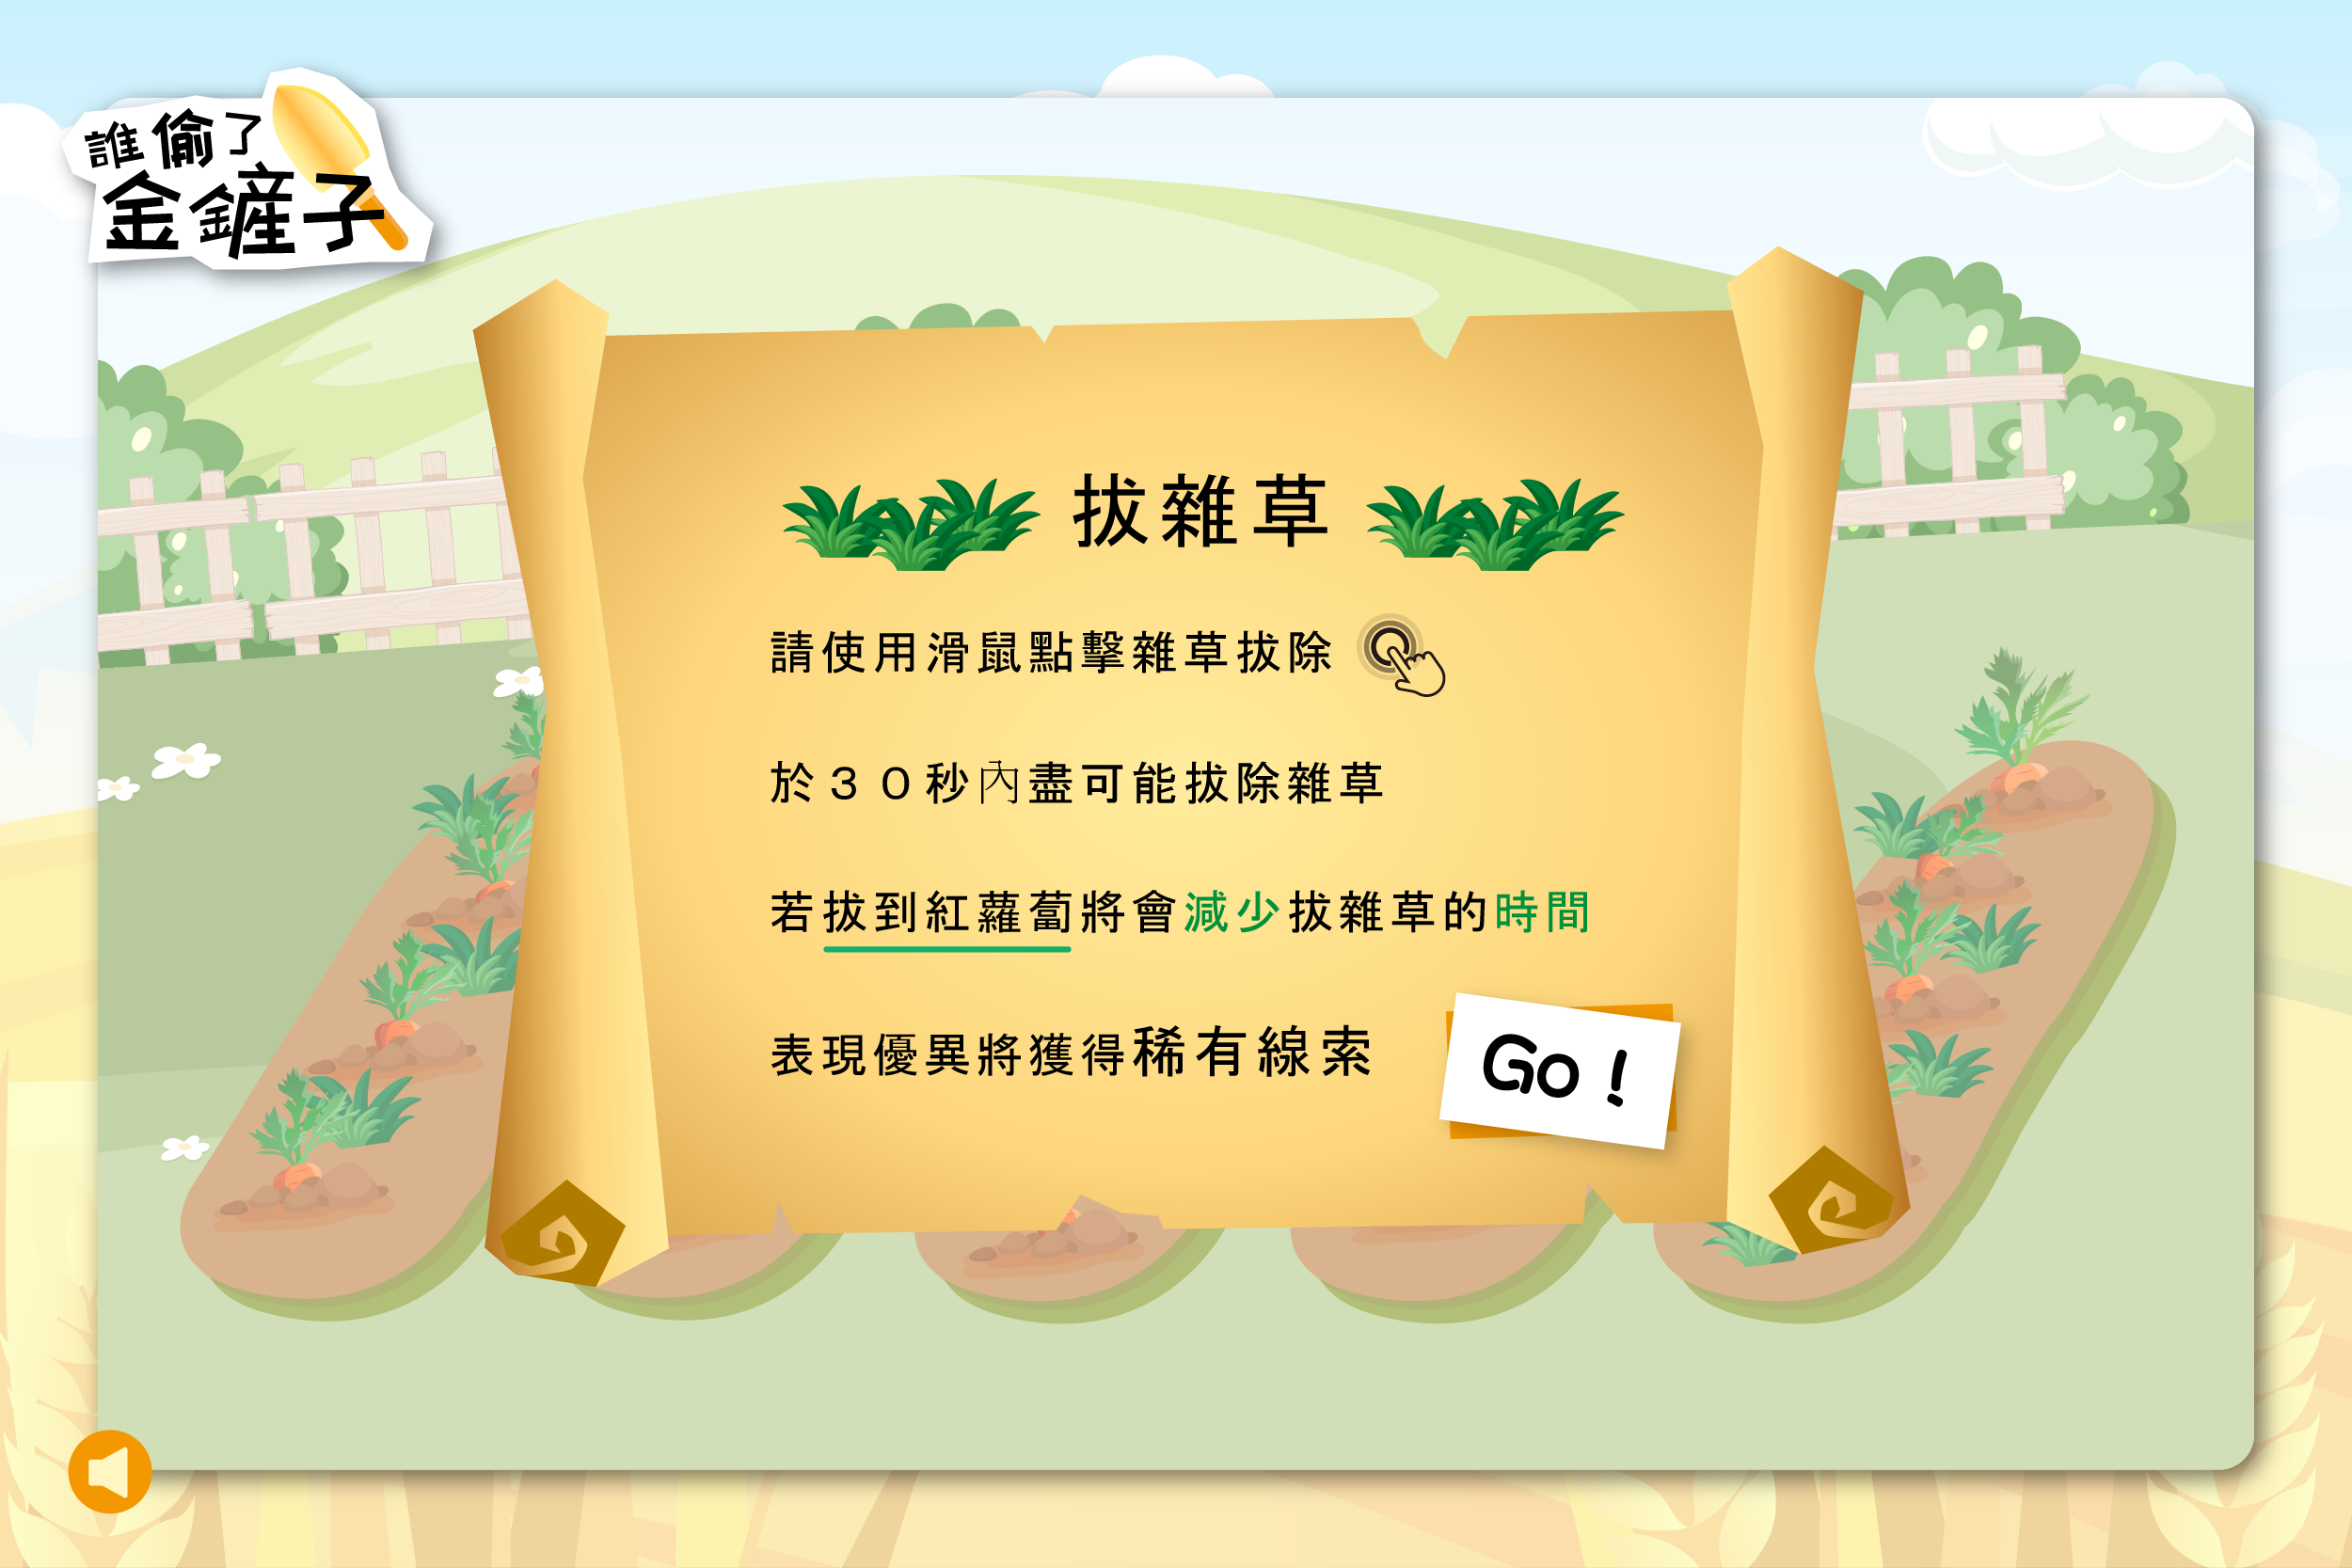 誰偷了
金鏟子
拔雜草
請使用滑鼠點擊雜草拔除
於３０秒內盡可能拔除雜草
若拔到紅蘿蔔將會減少拔雜草的時間
表現優異將獲得稀有線索
Go！